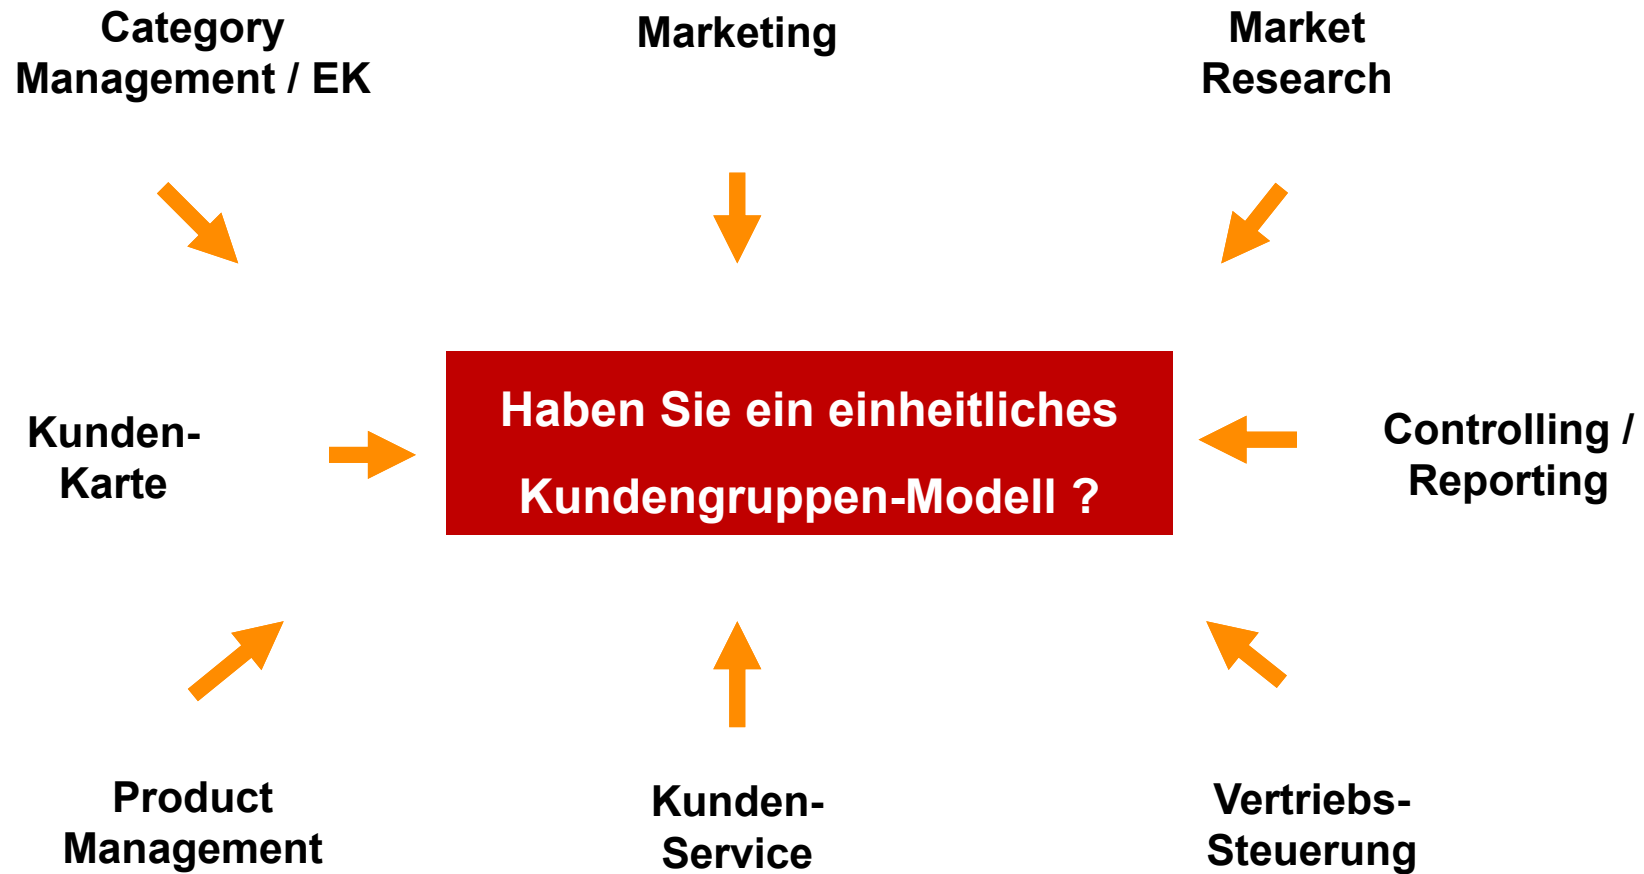 Category
Management / EK
Marketing
Market
Research
Kunden-
Karte
Haben Sie ein einheitliches
Kundengruppen-Modell ?
Controlling /
Reporting
Product
Management
Kunden-
Service
Vertriebs-
Steuerung